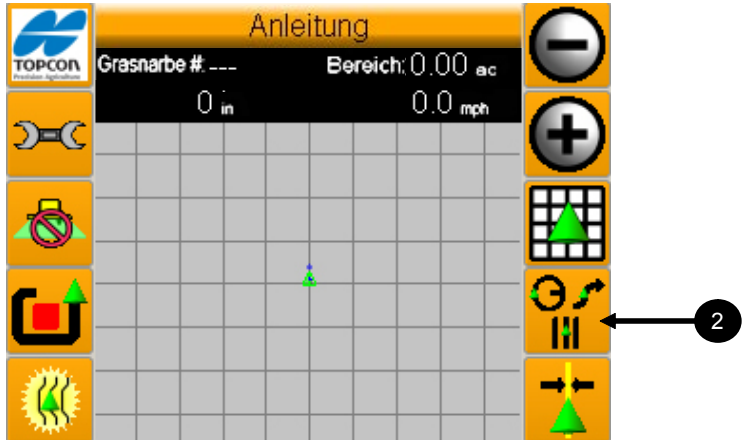 Anleitung
TOPCON
Precision Agriculture
Grasnarbe #: ---
Bereich: 0.00 ac
0 in
0.0 mph
2